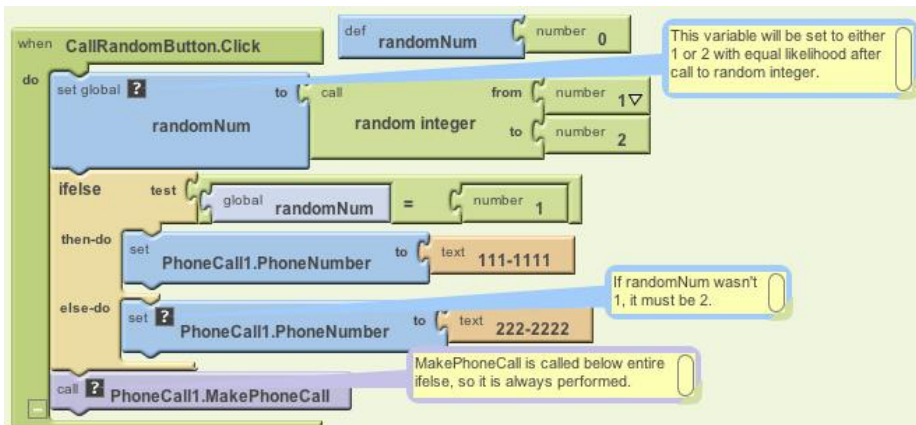 def randomNum number 0
when CallRandomButton.Click
This variable will be set to either
1 or 2 with equal likelihood after
call to random integer.
do
set global ? to call from number 1
randomNum random integer to number 2
ifelse test global randomNum = number 1
then-do set PhoneCall1.PhoneNumber to text 111-1111
If randomNum wasn't
1, it must be 2.
else-do set ? PhoneCall1.PhoneNumber to text 222-2222
MakePhoneCall is called below entire
ifelse, so it is always performed.
call ? PhoneCall1.MakePhoneCall